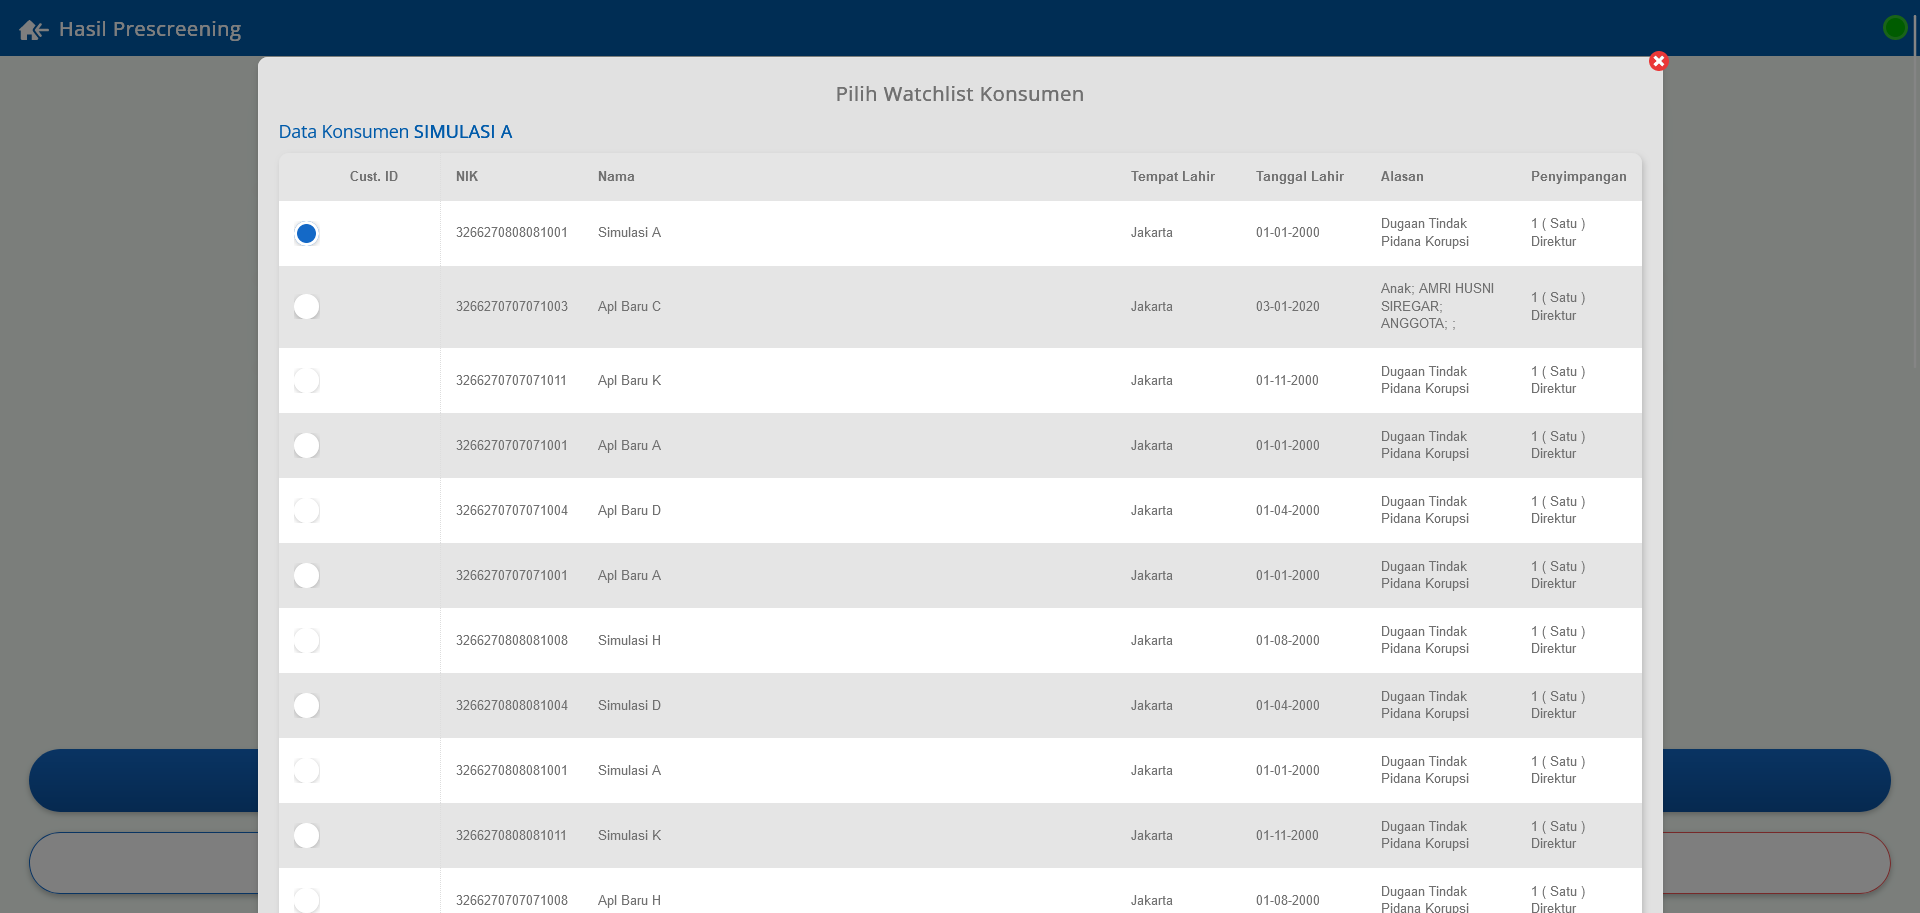 Hasil Prescreening
Pilih Watchlist Konsumen
Data Konsumen SIMULASI A
Cust. ID NIK Nama Tempat Lahir Tanggal Lahir Alasan Penyimpangan
3266270808081001 Simulasi A Jakarta 01-01-2000 Dugaan Tindak Pidana Korupsi 1 ( Satu ) Direktur
3266270707071003 Apl Baru C Jakarta 03-01-2020 Anak; AMRI HUSNI SIREGAR; ANGGOTA; ; 1 ( Satu ) Direktur
3266270707071011 Apl Baru K Jakarta 01-11-2000 Dugaan Tindak Pidana Korupsi 1 ( Satu ) Direktur
3266270707071001 Apl Baru A Jakarta 01-01-2000 Dugaan Tindak Pidana Korupsi 1 ( Satu ) Direktur
3266270707071004 Apl Baru D Jakarta 01-04-2000 Dugaan Tindak Pidana Korupsi 1 ( Satu ) Direktur
3266270707071001 Apl Baru A Jakarta 01-01-2000 Dugaan Tindak Pidana Korupsi 1 ( Satu ) Direktur
3266270808081008 Simulasi H Jakarta 01-08-2000 Dugaan Tindak Pidana Korupsi 1 ( Satu ) Direktur
3266270808081004 Simulasi D Jakarta 01-04-2000 Dugaan Tindak Pidana Korupsi 1 ( Satu ) Direktur
3266270808081001 Simulasi A Jakarta 01-01-2000 Dugaan Tindak Pidana Korupsi 1 ( Satu ) Direktur
3266270808081011 Simulasi K Jakarta 01-11-2000 Dugaan Tindak Pidana Korupsi 1 ( Satu ) Direktur
3266270707071008 Apl Baru H Jakarta 01-08-2000 Dugaan Tindak Pidana Korupsi 1 ( Satu ) Direktur